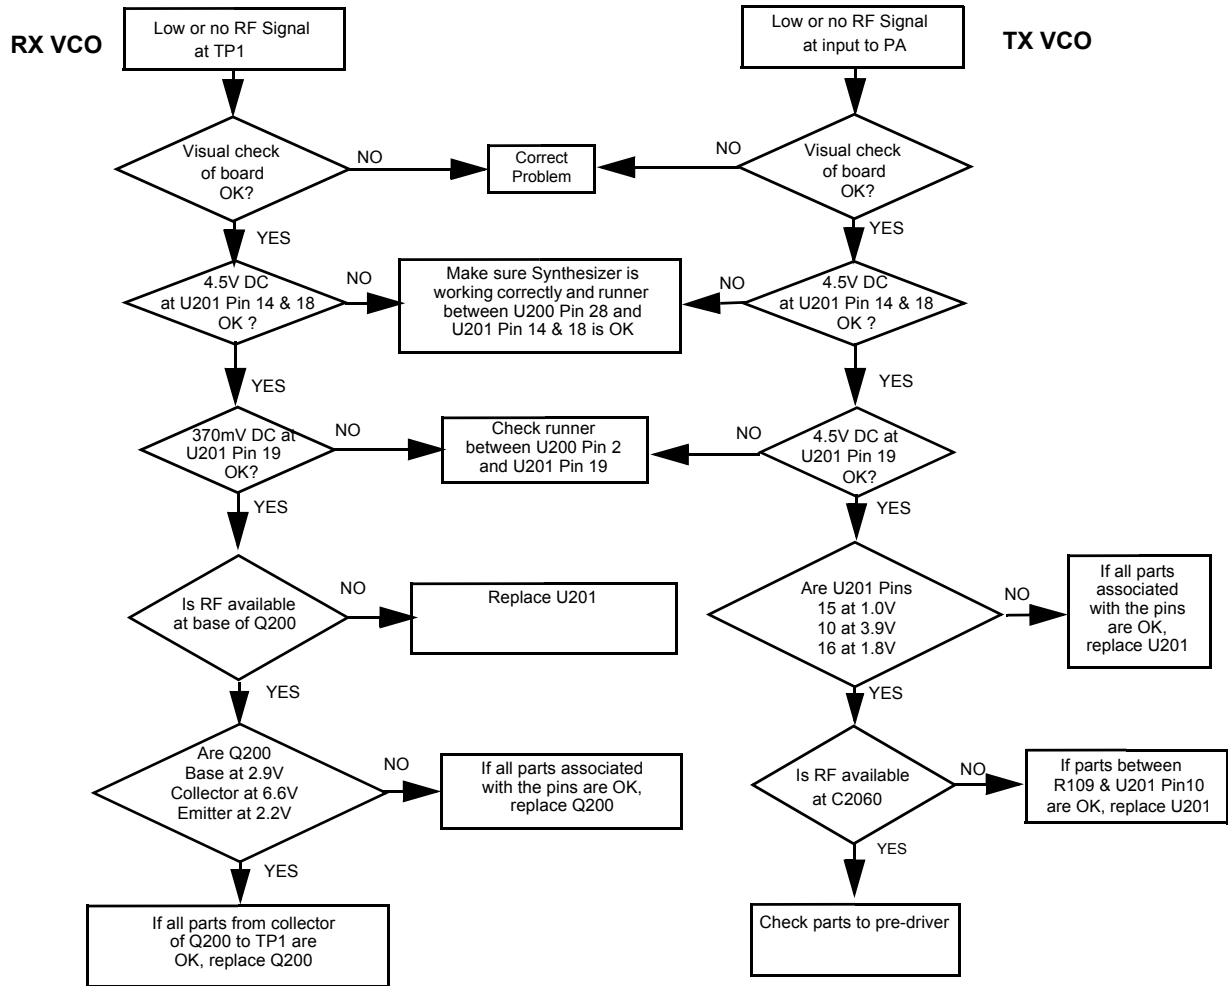 RX VCO
Low or no RF Signal
at TP1
Low or no RF Signal
at input to PA
TX VCO
Visual check
of board
OK?
NO
Correct
Problem
NO
Visual check
of board
OK?
YES
YES
4.5V DC
at U201 Pin 14 & 18
OK ?
NO
Make sure Synthesizer is
working correctly and runner
between U200 Pin 28 and
U201 Pin 14 & 18 is OK
NO
4.5V DC
at U201 Pin 14 & 18
OK ?
YES
YES
370mV DC at
U201 Pin 19
OK?
NO
Check runner
between U200 Pin 2
and U201 Pin 19
NO
4.5V DC at
U201 Pin 19
OK?
YES
YES
Is RF available
at base of Q200
NO
Replace U201
Are U201 Pins
15 at 1.0V
10 at 3.9V
16 at 1.8V
NO
If all parts
associated
with the pins
are OK,
replace U201
YES
YES
Are Q200
Base at 2.9V
Collector at 6.6V
Emitter at 2.2V
NO
If all parts associated
with the pins are OK,
replace Q200
Is RF available
at C2060
NO
If parts between
R109 & U201 Pin10
are OK, replace U201
YES
YES
If all parts from collector
of Q200 to TP1 are
OK, replace Q200
Check parts to pre-driver